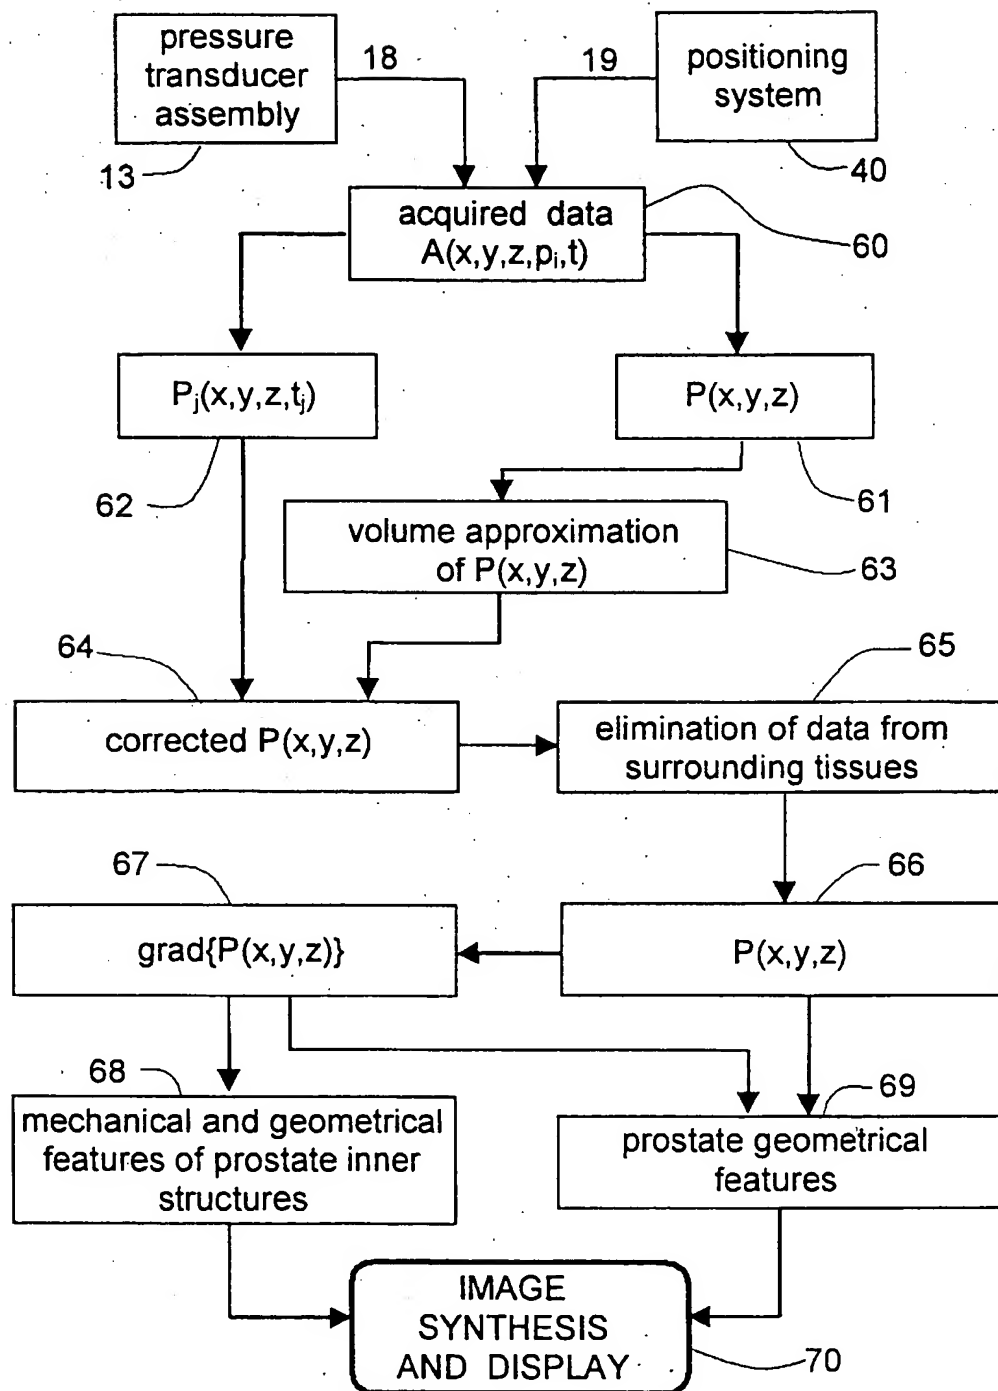 pressure
transducer
assembly
18
19
positioning
system
13
40
acquired data
A(x,y,z,pᵢ,t)
60
Pⱼ(x,y,z,tⱼ)
P(x,y,z)
62
61
volume approximation
of P(x,y,z)
63
64
65
corrected P(x,y,z)
elimination of data from
surrounding tissues
67
66
grad{P(x,y,z)}
P(x,y,z)
68
69
mechanical and geometrical
features of prostate inner
structures
prostate geometrical
features
IMAGE
SYNTHESIS
AND DISPLAY
70